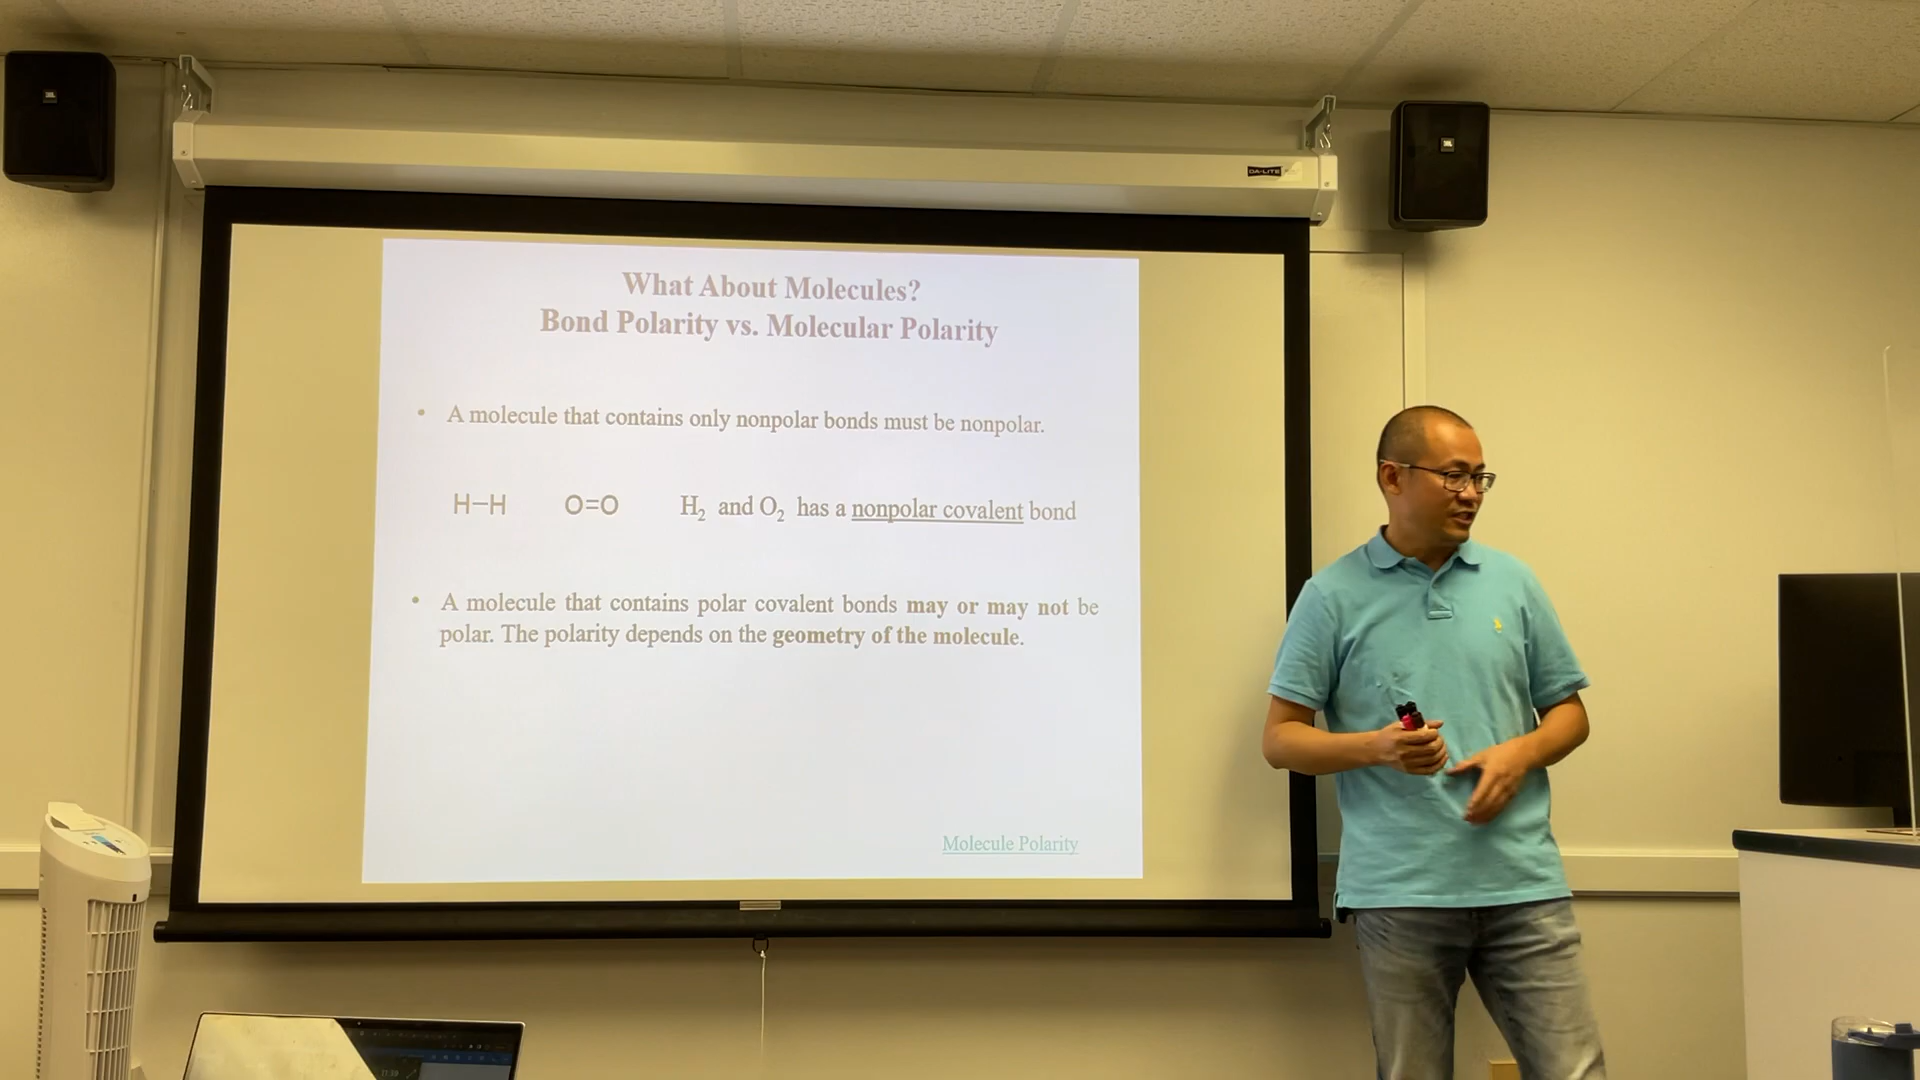 JBL
JBL
DA-LITE
What About Molecules?
Bond Polarity vs. Molecular Polarity
• A molecule that contains only nonpolar bonds must be nonpolar.
H–H O=O H₂ and O₂ has a nonpolar covalent bond
• A molecule that contains polar covalent bonds may or may not be
polar. The polarity depends on the geometry of the molecule.
Molecule Polarity